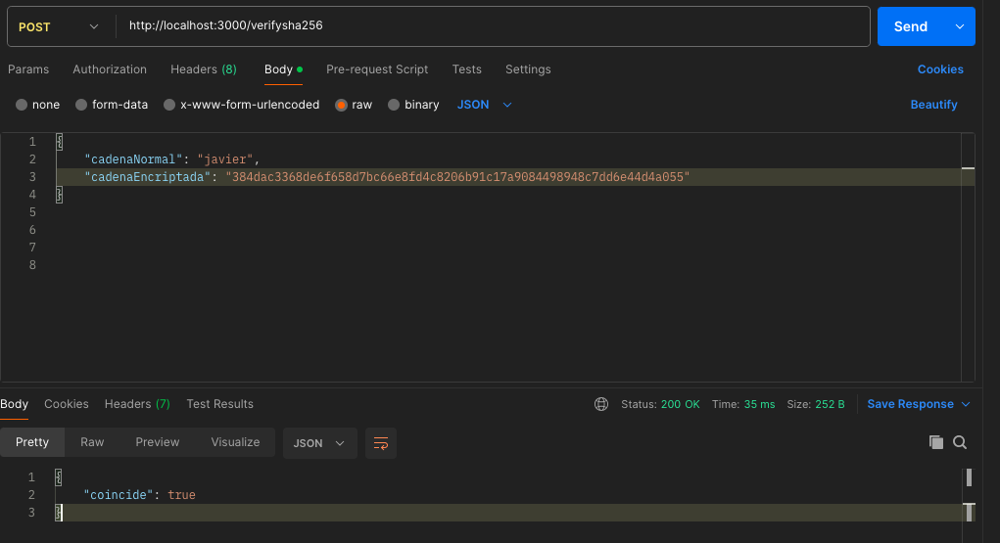 POST http://localhost:3000/verifysha256 Send
Params Authorization Headers (8) Body Pre-request Script Tests Settings Cookies
none form-data x-www-form-urlencoded raw binary JSON Beautify
1 {
2 "cadenaNormal": "javier",
3 "cadenaEncriptada": "384dac3368de6f658d7bc66e8fd4c8206b91c17a9084498948c7dd6e44d4a055"
4 }
5
6
7
8
Body Cookies Headers (7) Test Results Status: 200 OK Time: 35 ms Size: 252 B Save Response
Pretty Raw Preview Visualize JSON
1 {
2 "coincide": true
3 }